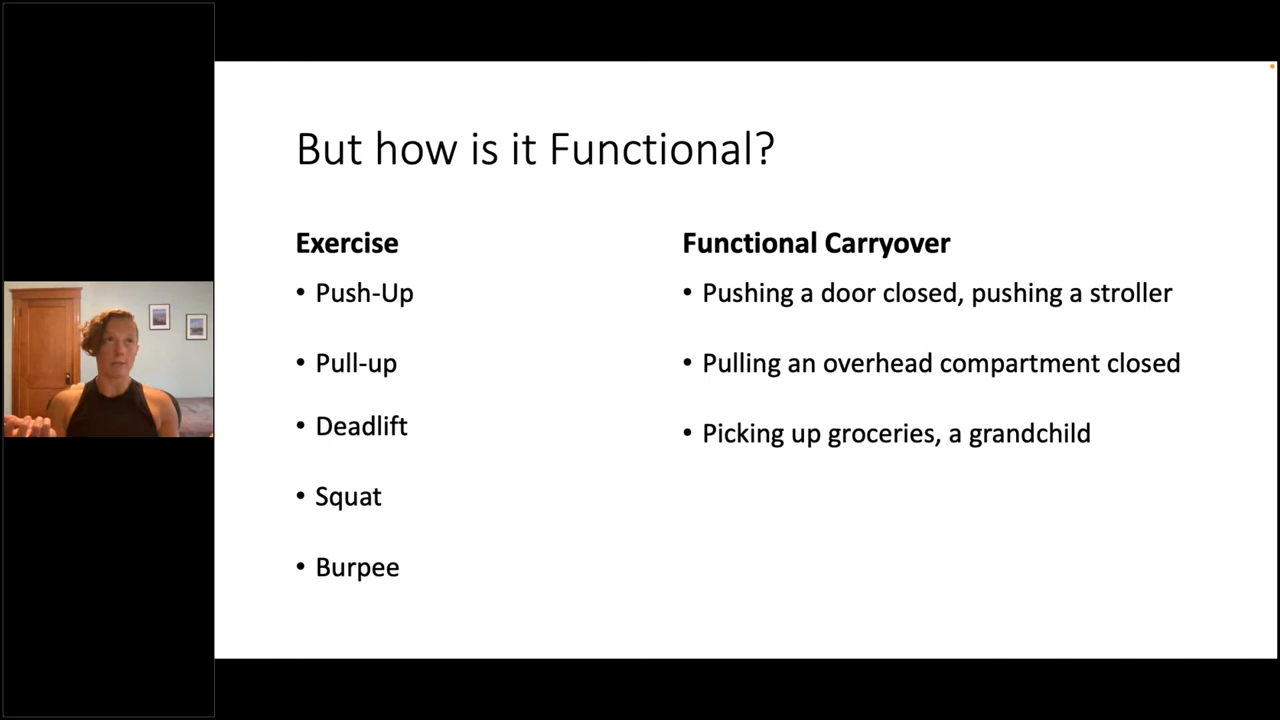 But how is it Functional?
Exercise
• Push-Up
• Pull-up
• Deadlift
• Squat
• Burpee
Functional Carryover
• Pushing a door closed, pushing a stroller
• Pulling an overhead compartment closed
• Picking up groceries, a grandchild